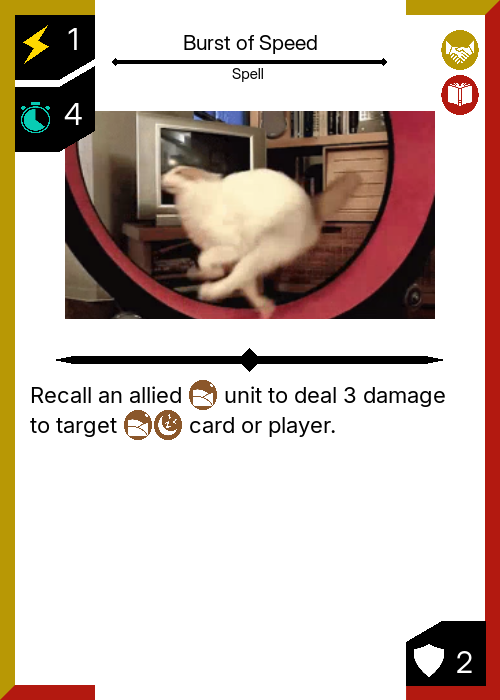 1
Burst of Speed
Spell
4
Recall an allied unit to deal 3 damage
to target card or player.
2